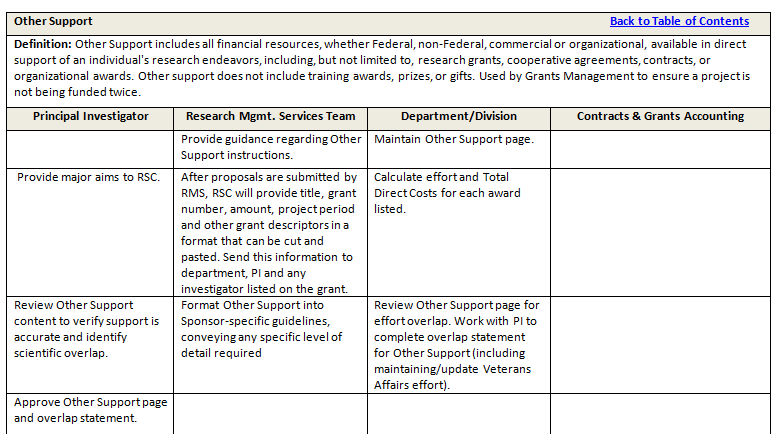 Other Support Back to Table of Contents
Definition: Other Support includes all financial resources, whether Federal, non-Federal, commercial or organizational, available in direct
support of an individual's research endeavors, including, but not limited to, research grants, cooperative agreements, contracts, or
organizational awards. Other support does not include training awards, prizes, or gifts. Used by Grants Management to ensure a project is
not being funded twice.
Principal Investigator Research Mgmt. Services Team Department/Division Contracts & Grants Accounting
Provide guidance regarding Other
Support instructions.
Maintain Other Support page.
Provide major aims to RSC.
After proposals are submitted by
RMS, RSC will provide title, grant
number, amount, project period
and other grant descriptors in a
format that can be cut and
pasted. Send this information to
department, PI and any
investigator listed on the grant.
Calculate effort and Total
Direct Costs for each award
listed.
Review Other Support
content to verify support is
accurate and identify
scientific overlap.
Format Other Support into
Sponsor-specific guidelines,
conveying any specific level of
detail required
Review Other Support page for
effort overlap. Work with PI to
complete overlap statement
for Other Support (including
maintaining/update Veterans
Affairs effort).
Approve Other Support page
and overlap statement.